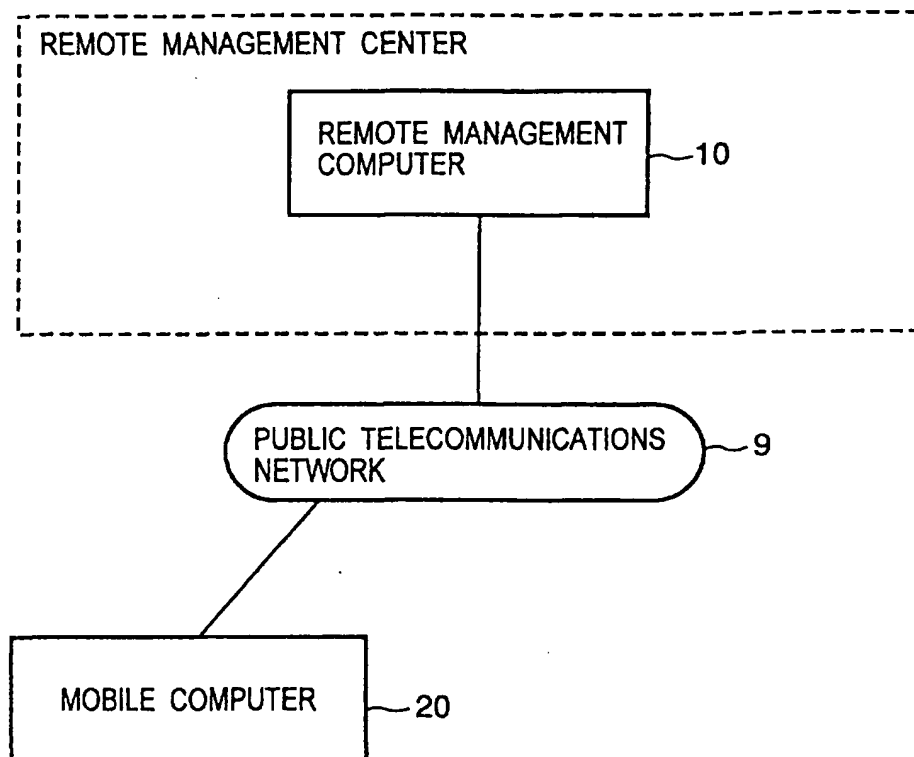 REMOTE MANAGEMENT CENTER
REMOTE MANAGEMENT
COMPUTER
10
PUBLIC TELECOMMUNICATIONS
NETWORK
9
MOBILE COMPUTER
20